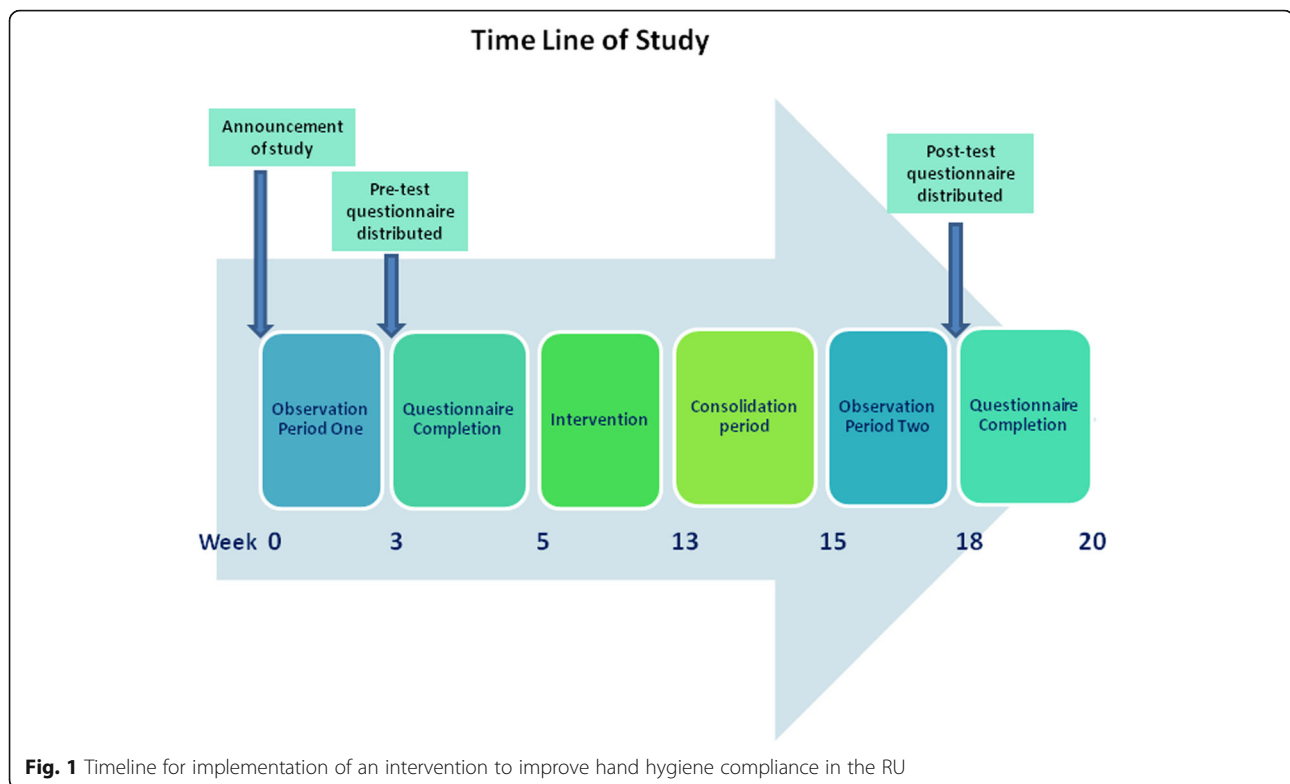 Time Line of Study
Announcement
of study
Pre-test
questionnaire
distributed
Post-test
questionnaire
distributed
Observation
Period One
Questionnaire
Completion
Intervention
Consolidation
period
Observation
Period Two
Questionnaire
Completion
Week 0 3 5 13 15 18 20
Fig. 1 Timeline for implementation of an intervention to improve hand hygiene compliance in the RU